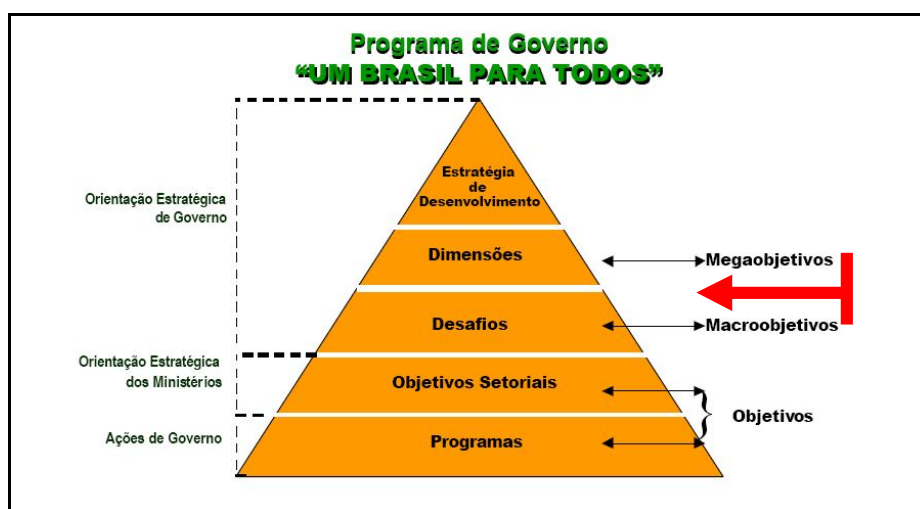 Programa de Governo
“UM BRASIL PARA TODOS”
Estratégia
de
Desenvolvimento
Orientação Estratégica
de Governo
Dimensões
Megaobjetivos
Desafios
Macroobjetivos
Orientação Estratégica
dos Ministérios
Objetivos Setoriais
Objetivos
Ações de Governo
Programas